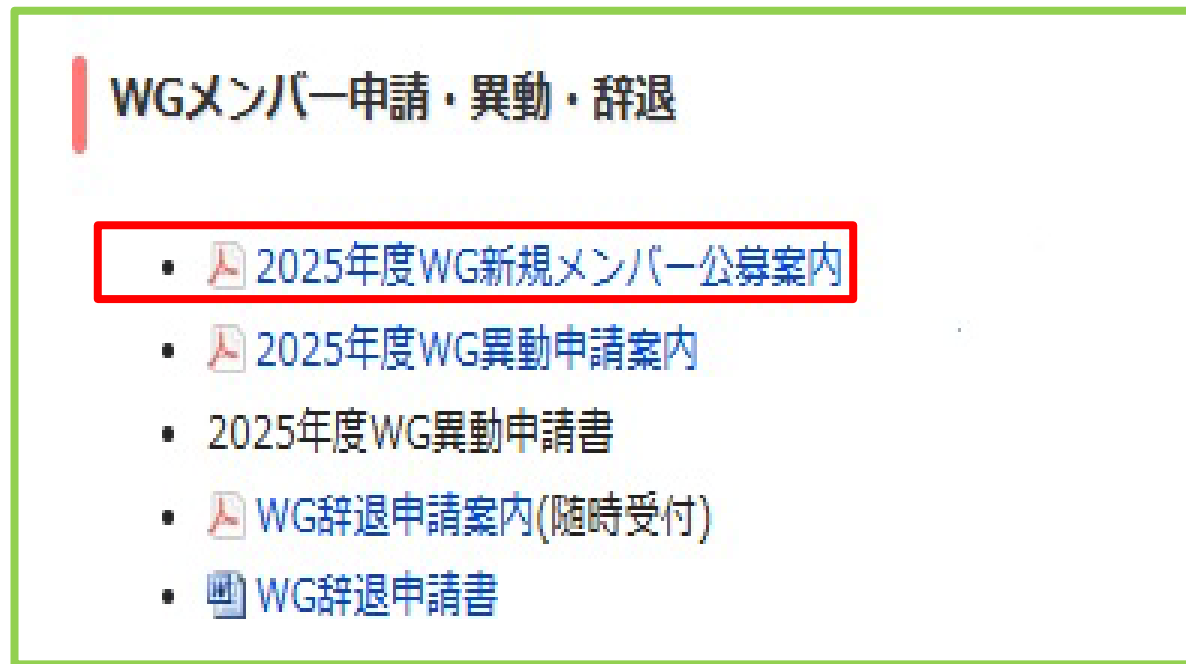 WGメンバー申請・異動・辞退
• 2025年度WG新規メンバー公募案内
• 2025年度WG異動申請案内
• 2025年度WG異動申請書
• WG辞退申請案内(随時受付)
• WG辞退申請書